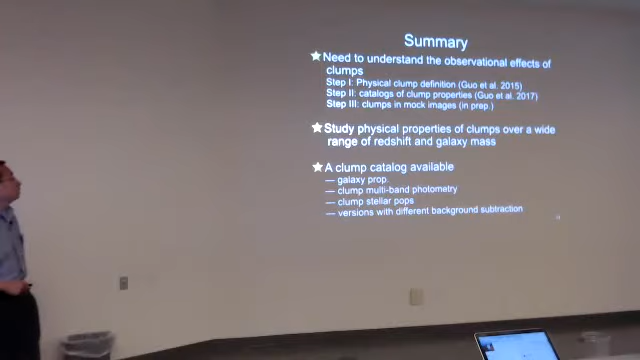 Summary
Need to understand the observational effects of
clumps
Step I: Physical clump definition (Guo et al. 2015)
Step II: catalogs of clump properties (Guo et al. 2017)
Step III: clumps in mock images (in prep.)
Study physical properties of clumps over a wide
range of redshift and galaxy mass
A clump catalog available
— galaxy prop.
— clump multi-band photometry
— clump stellar pops
— versions with different background subtraction